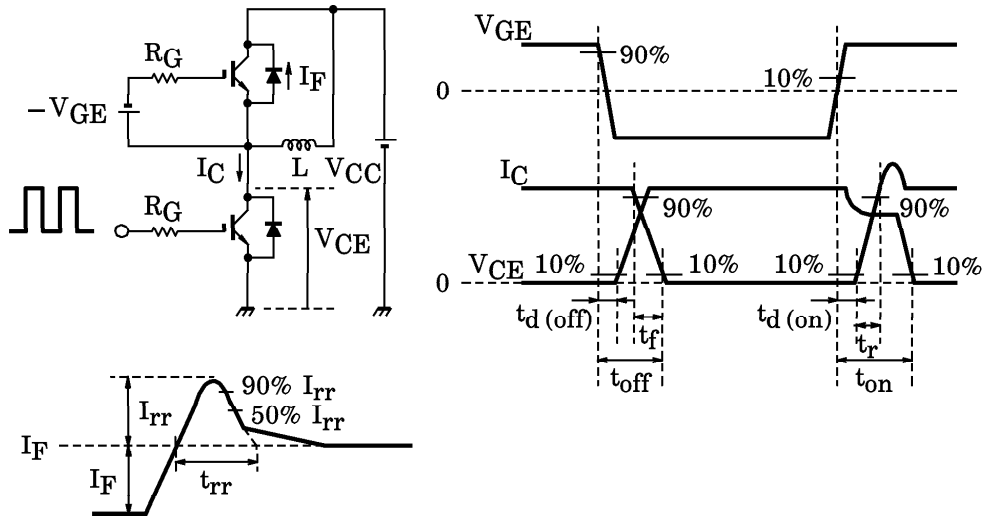 R_G
I_F
−V_GE
I_C
L
V_CC
R_G
V_CE
V_GE
90%
10%
0
I_C
90%
90%
V_CE
10%
10%
10%
10%
0
t_d (off)
t_f
t_off
t_d (on)
t_r
t_on
I_rr
90% I_rr
50% I_rr
I_F
I_F
t_rr